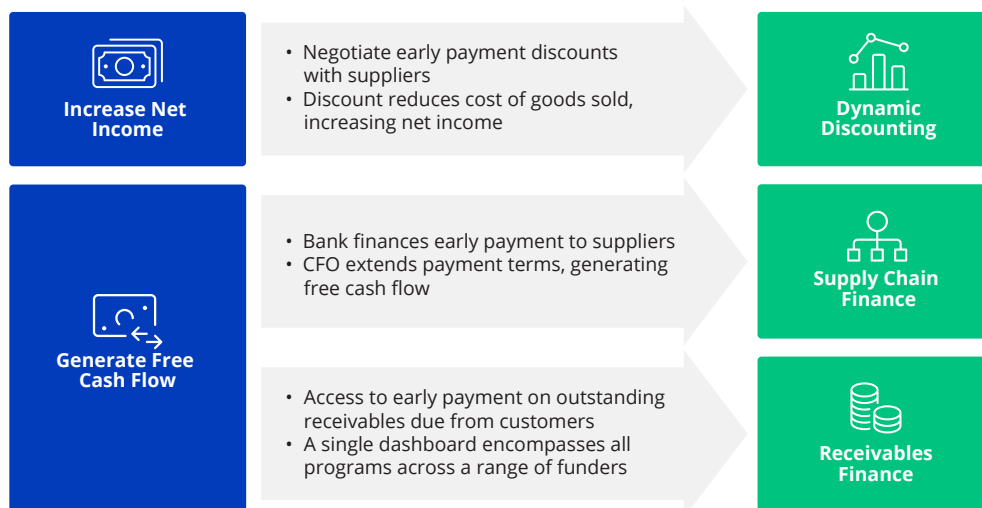 Increase Net
Income
• Negotiate early payment discounts
with suppliers
• Discount reduces cost of goods sold,
increasing net income
Dynamic
Discounting
Generate Free
Cash Flow
• Bank finances early payment to suppliers
• CFO extends payment terms, generating
free cash flow
Supply Chain
Finance
• Access to early payment on outstanding
receivables due from customers
• A single dashboard encompasses all
programs across a range of funders
Receivables
Finance